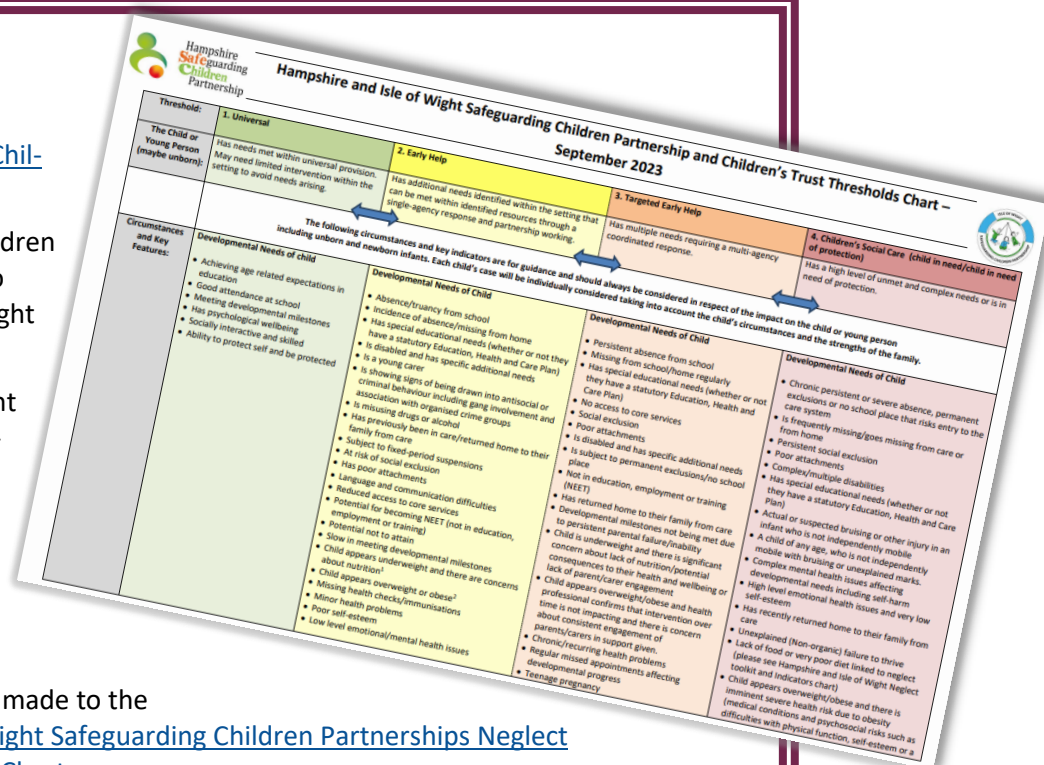 Chil-
dren
o
ght
nt
made to the
ight Safeguarding Children Partnerships Neglect
Chart
Hampshire
Safeguarding
Children
Partnership
Hampshire and Isle of Wight Safeguarding Children Partnership and Children's Trust Thresholds Chart –
September 2023
Threshold:
1. Universal
2. Early Help
3. Targeted Early Help
4. Children's Social Care (child in need/child in need
of protection)
The Child or
Young Person
(maybe unborn):
Has needs met within universal provision.
May need limited intervention within the
setting to avoid needs arising.
Has additional needs identified within the setting that
can be met within identified resources through a
single-agency response and partnership working.
Has multiple needs requiring a multi-agency
coordinated response.
Has a high level of unmet and complex needs or is in
need of protection.
The following circumstances and key indicators are for guidance and should always be considered in respect of the impact on the child or young person
including unborn and newborn infants. Each child's case will be individually considered taking into account the child's circumstances and the strengths of the family.
Circumstances
and Key
Features:
Developmental Needs of child
• Achieving age related expectations in
education
• Good attendance at school
• Meeting developmental milestones
• Has psychological wellbeing
• Socially interactive and skilled
• Ability to protect self and be protected
Developmental Needs of Child
• Absence/truancy from school
• Incidence of absence/missing from home
• Has special educational needs (whether or not they
have a statutory Education, Health and Care Plan)
• Is disabled and has specific additional needs
• Is a young carer
• Is showing signs of being drawn into antisocial or
criminal behaviour including gang involvement and
association with organised crime groups
• Is misusing drugs or alcohol
• Has previously been in care/returned home to their
family from care
• Subject to fixed-period suspensions
• At risk of social exclusion
• Has poor attachments
• Language and communication difficulties
• Reduced access to core services
• Potential for becoming NEET (not in education,
employment or training)
• Potential not to attain
• Slow in meeting developmental milestones
• Child appears underweight and there are concerns
about nutrition¹
• Child appears overweight or obese²
• Missing health checks/immunisations
• Minor health problems
• Poor self-esteem
• Low level emotional/mental health issues
Developmental Needs of Child
• Persistent absence from school
• Missing from school/home regularly
• Has special educational needs (whether or not
they have a statutory Education, Health and
Care Plan)
• No access to core services
• Social exclusion
• Poor attachments
• Is disabled and has specific additional needs
• Is subject to permanent exclusions/no school
place
• Not in education, employment or training
(NEET)
• Has returned home to their family from care
• Developmental milestones not being met due
to persistent parental failure/inability
• Child is underweight and there is significant
concern about lack of nutrition/potential
consequences to their health and wellbeing or
lack of parent/carer engagement
• Child appears overweight/obese and health
professional confirms that intervention over
time is not impacting and there is concern
about consistent engagement of
parents/carers in support given.
• Chronic/recurring health problems
• Regular missed appointments affecting
developmental progress
• Teenage pregnancy
Developmental Needs of Child
• Chronic persistent or severe absence, permanent
exclusions or no school place that risks entry to the
care system
• Is frequently missing/goes missing from care or
from home
• Persistent social exclusion
• Poor attachments
• Complex/multiple disabilities
• Has special educational needs (whether or not
they have a statutory Education, Health and Care
Plan)
• Actual or suspected bruising or other injury in an
infant who is not independently mobile
• A child of any age, who is not independently
mobile with bruising or unexplained marks.
• Complex mental health issues affecting
developmental needs including self-harm
• High level emotional health issues and very low
self-esteem
• Has recently returned home to their family from
care
• Unexplained (Non-organic) failure to thrive
• Lack of food or very poor diet linked to neglect
(please see Hampshire and Isle of Wight Neglect
toolkit and Indicators chart)
• Child appears overweight/obese and there is
imminent severe health risk due to obesity
(medical conditions and psychosocial risks such as
difficulties with physical function, self-esteem or a